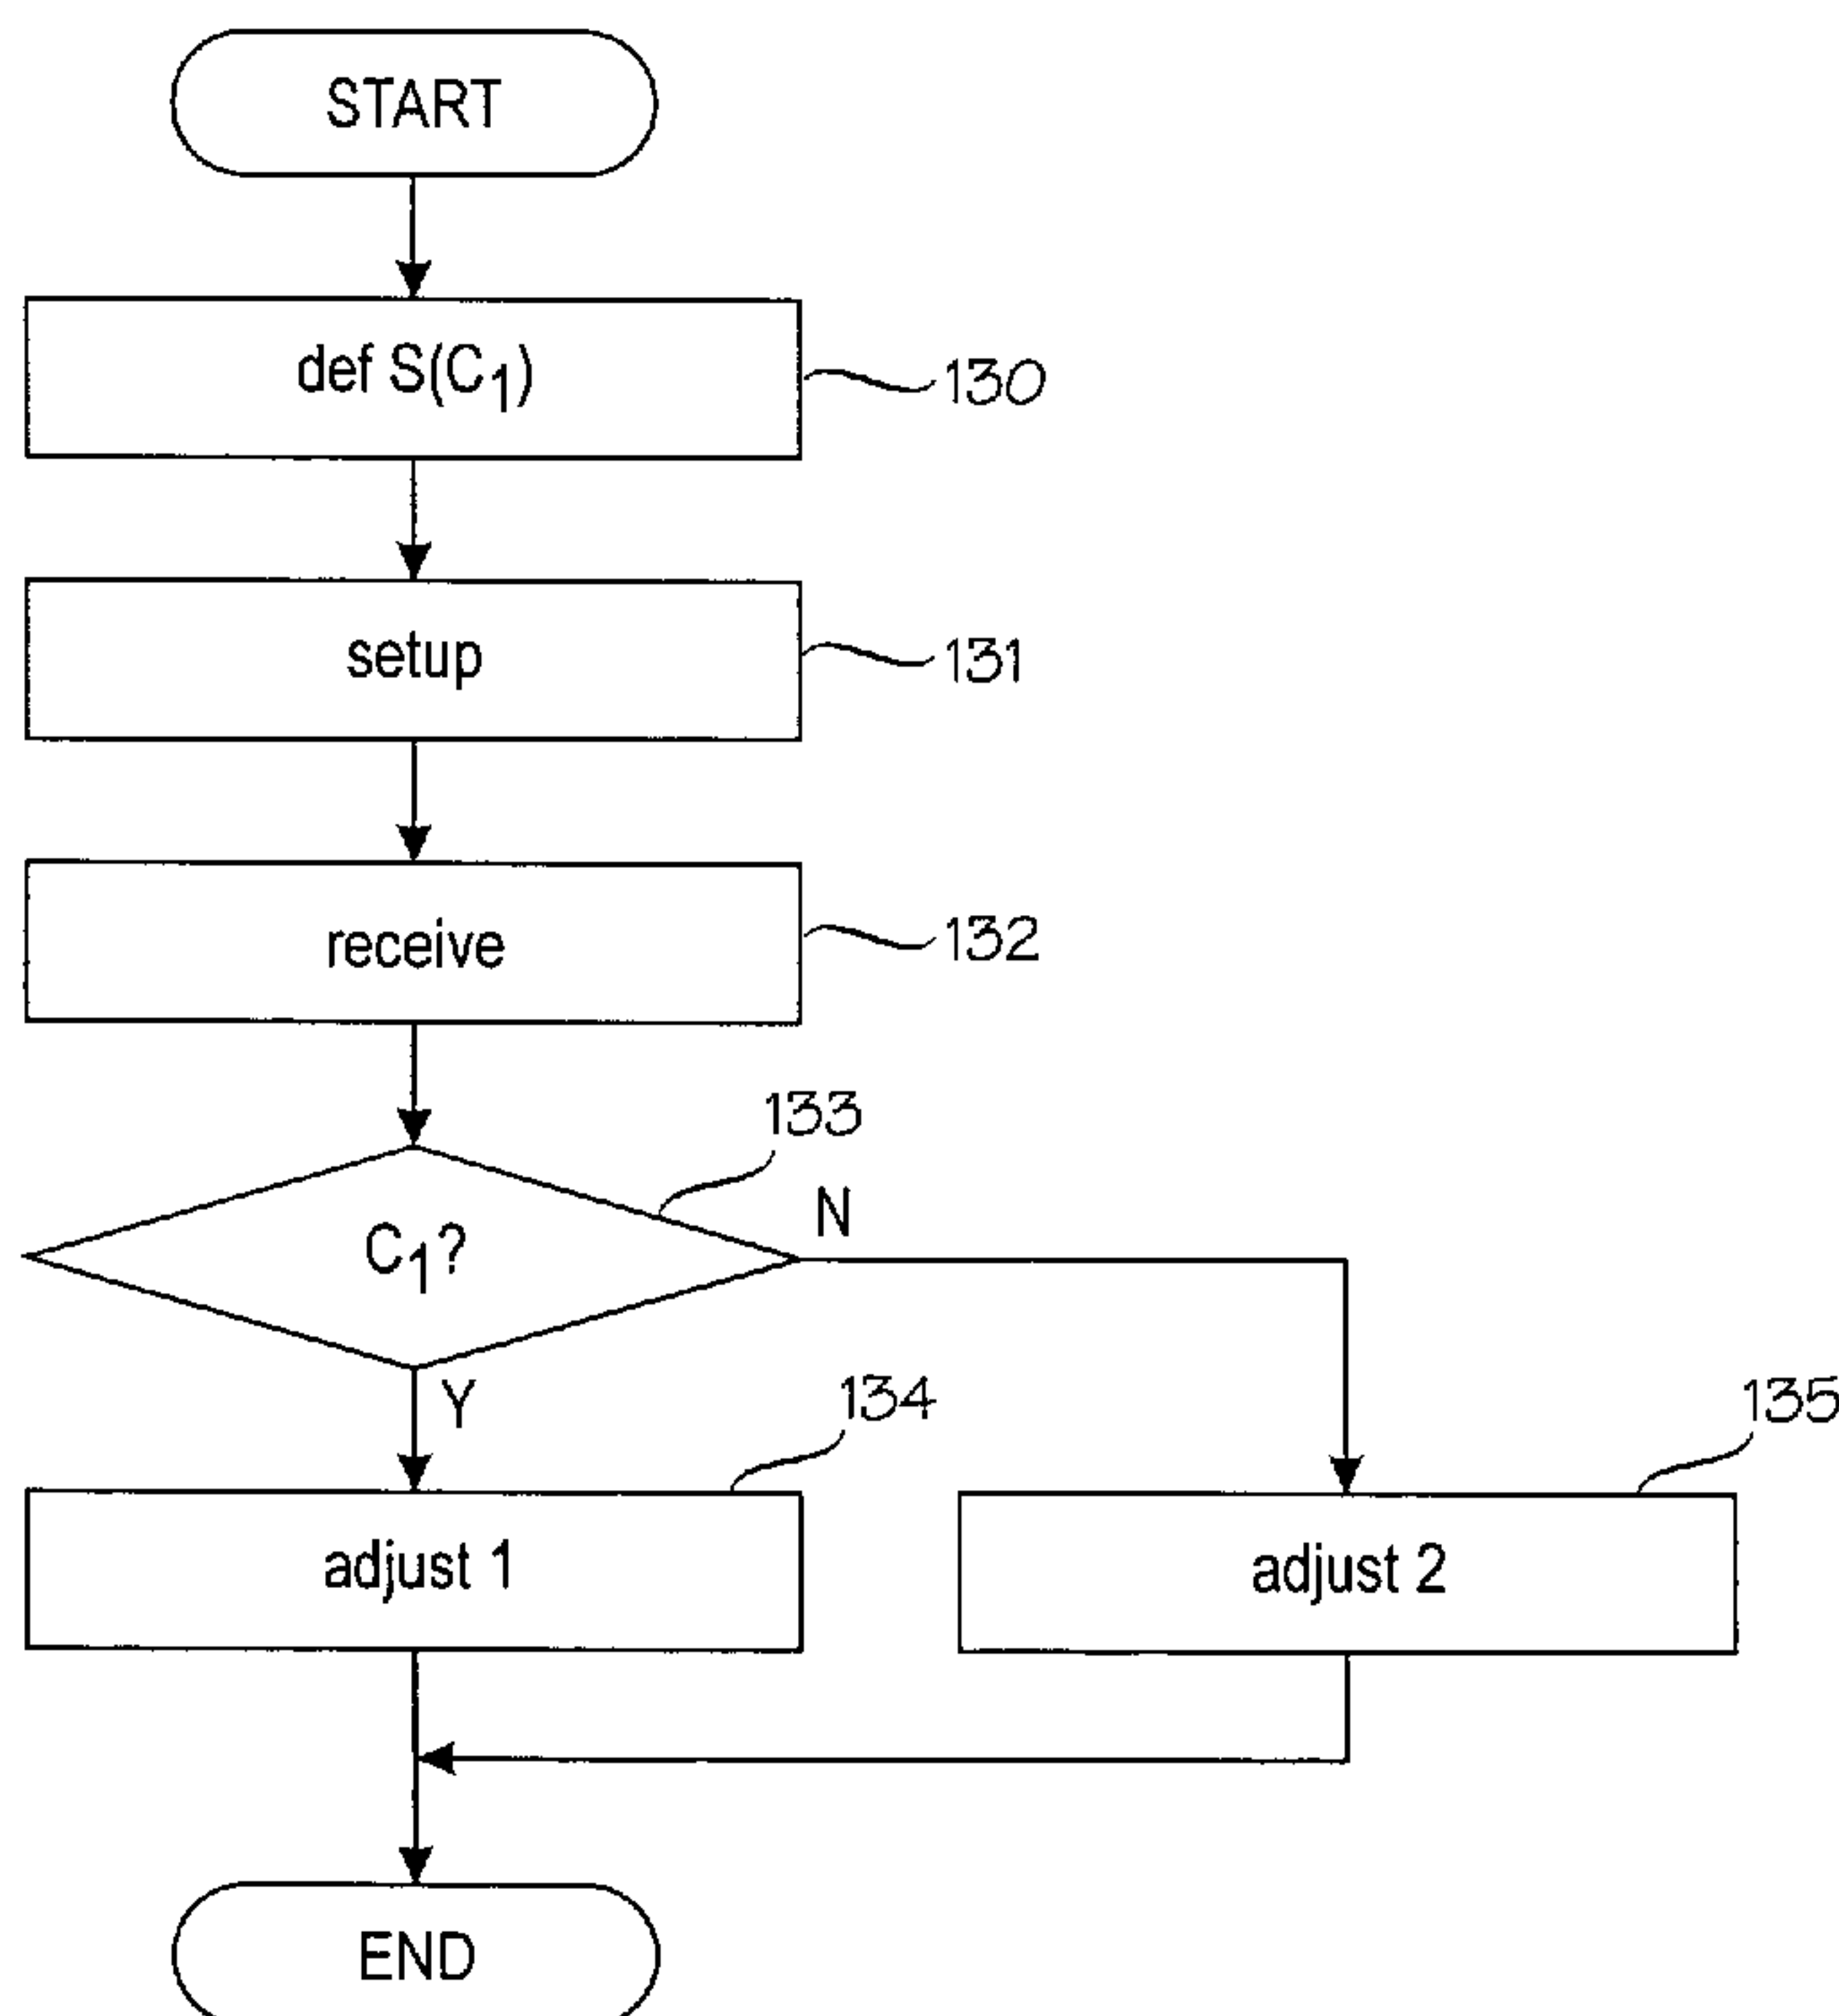 START
def S(C₁)
130
setup
131
receive
132
133
C₁?
N
Y
134
135
adjust 1
adjust 2
END